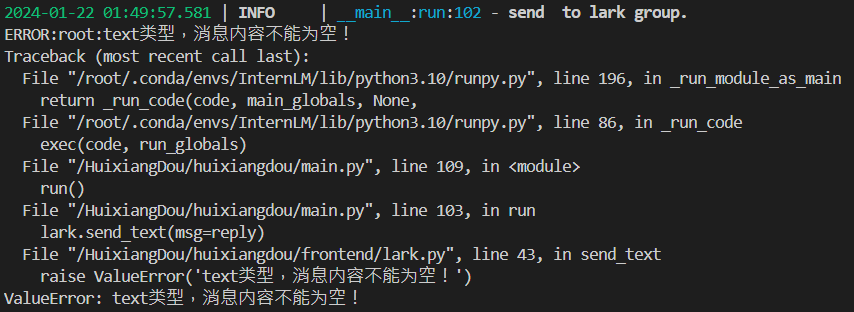 2024-01-22 01:49:57.581 | INFO     | __main__:run:102 - send  to lark group.
ERROR:root:text类型，消息内容不能为空！
Traceback (most recent call last):
  File "/root/.conda/envs/InternLM/lib/python3.10/runpy.py", line 196, in _run_module_as_main
    return _run_code(code, main_globals, None,
  File "/root/.conda/envs/InternLM/lib/python3.10/runpy.py", line 86, in _run_code
    exec(code, run_globals)
  File "/HuixiangDou/huixiangdou/main.py", line 109, in <module>
    run()
  File "/HuixiangDou/huixiangdou/main.py", line 103, in run
    lark.send_text(msg=reply)
  File "/HuixiangDou/huixiangdou/frontend/lark.py", line 43, in send_text
    raise ValueError('text类型，消息内容不能为空！')
ValueError: text类型，消息内容不能为空！